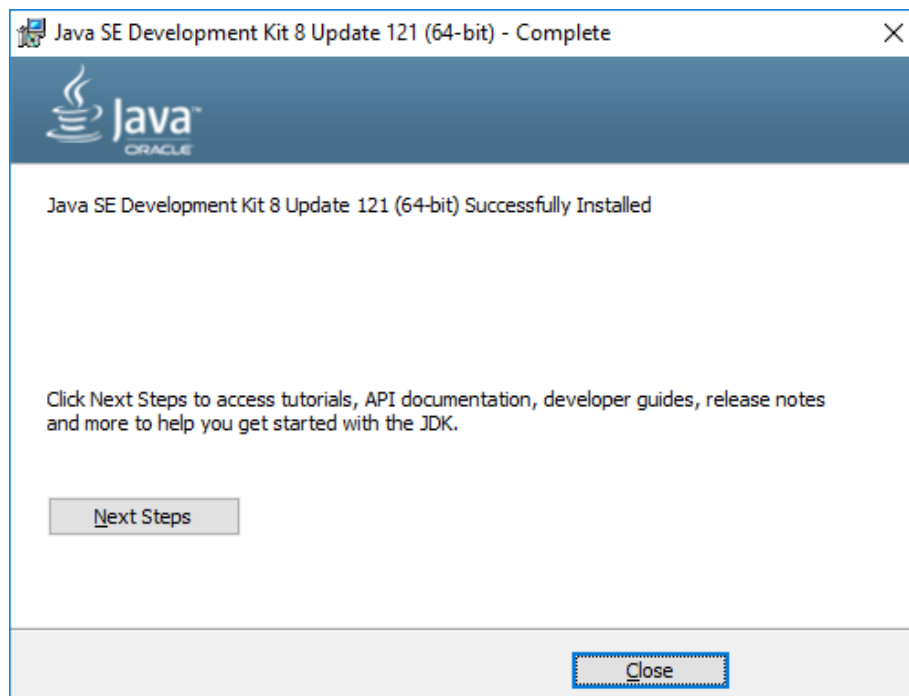 Java SE Development Kit 8 Update 121 (64-bit) - Complete
Java™
ORACLE
Java SE Development Kit 8 Update 121 (64-bit) Successfully Installed
Click Next Steps to access tutorials, API documentation, developer guides, release notes
and more to help you get started with the JDK.
Next Steps
Close